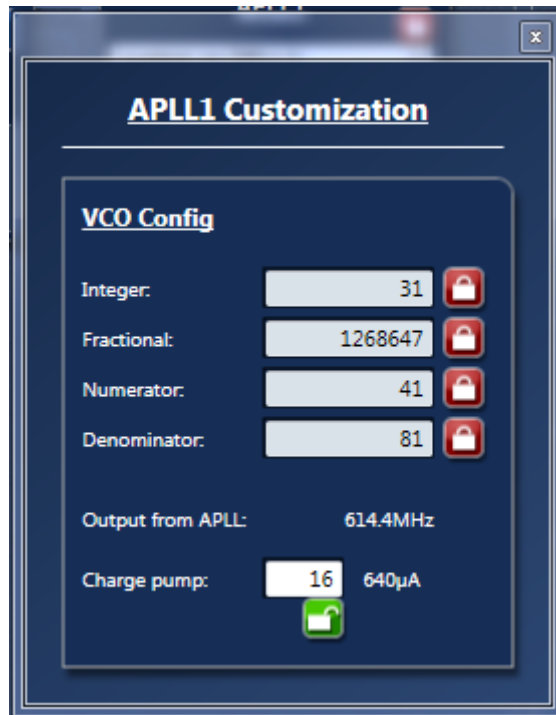 x
APLL1 Customization
VCO Config
Integer: 31
Fractional: 1268647
Numerator: 41
Denominator: 81
Output from APLL: 614.4MHz
Charge pump: 16 640µA